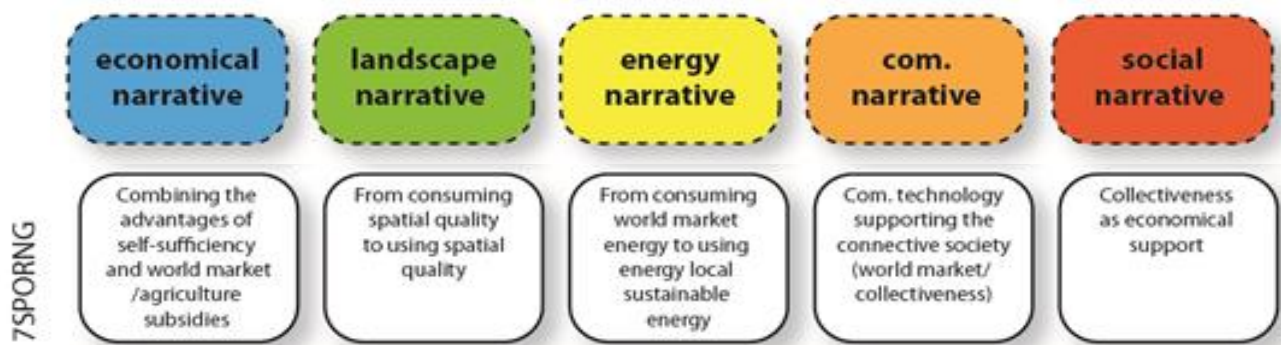 economical
narrative
landscape
narrative
energy
narrative
com.
narrative
social
narrative
7SPORNG
Combining the
advantages of
self-sufficiency
and world market
/agriculture
subsidies
From consuming
spatial quality
to using spatial
quality
From consuming
world market
energy to using
energy local
sustainable
energy
Com. technology
supporting the
connective society
(world market/
collectiveness)
Collectiveness
as economical
support